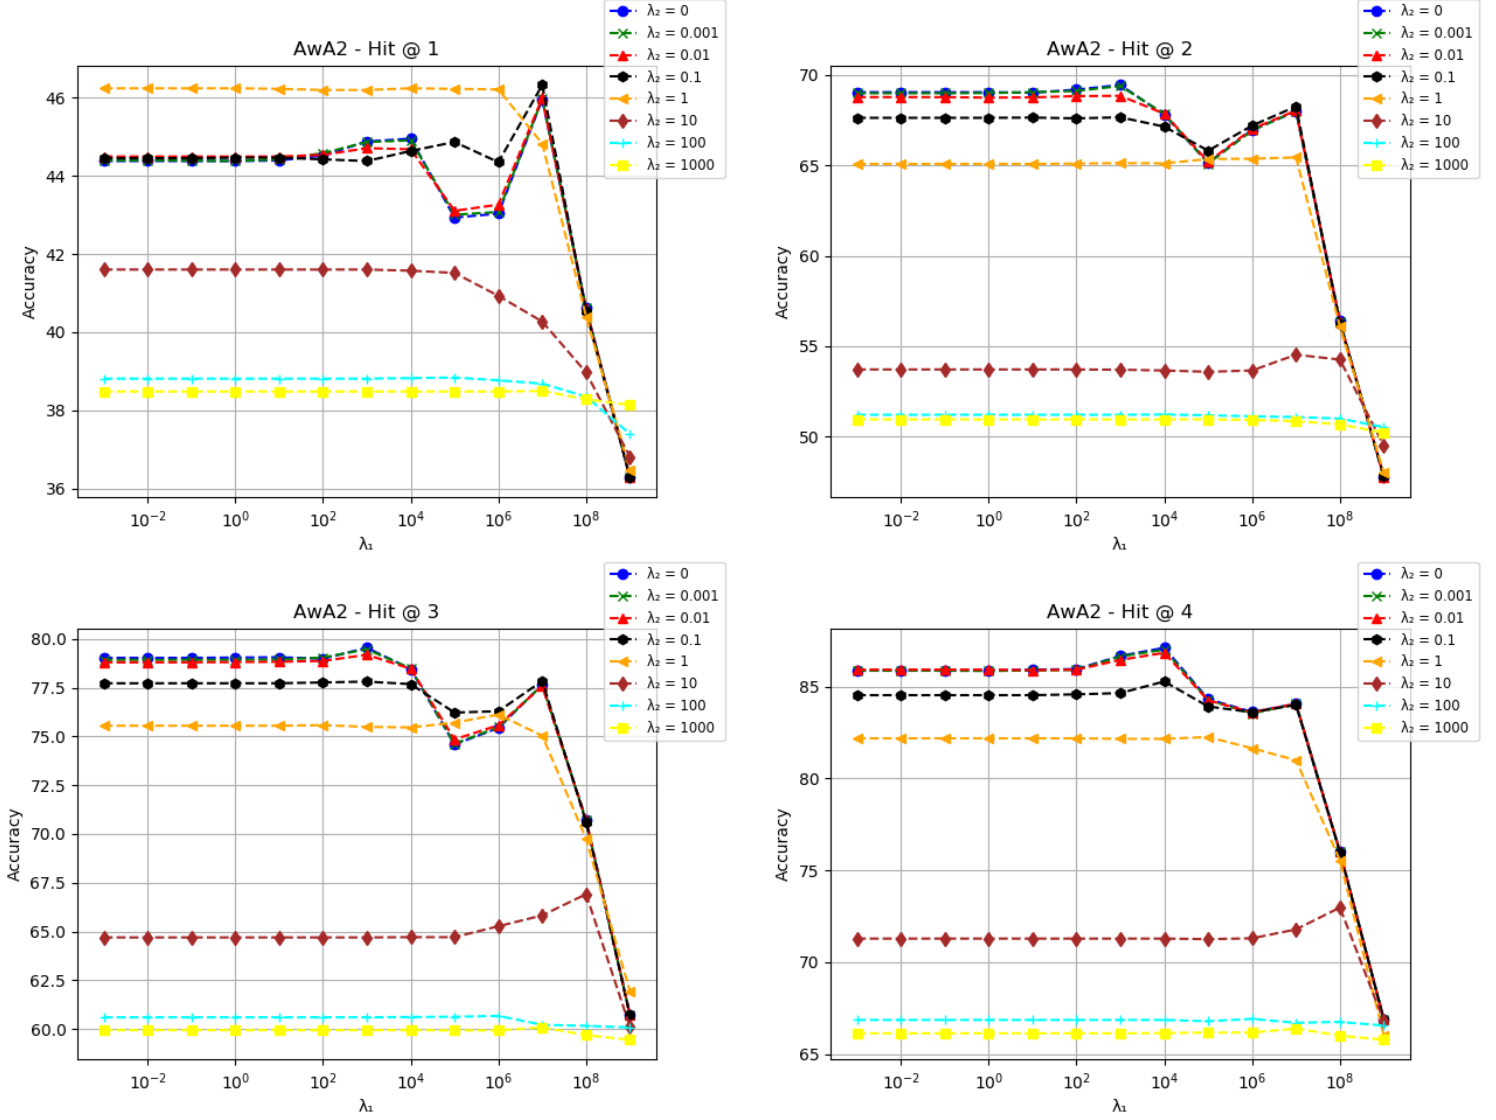 AwA2 - Hit @ 1
λ₂ = 0
λ₂ = 0.001
λ₂ = 0.01
λ₂ = 0.1
λ₂ = 1
λ₂ = 10
λ₂ = 100
λ₂ = 1000
Accuracy
46
44
42
40
38
36
10⁻²
10⁰
10²
10⁴
10⁶
10⁸
λ₁
AwA2 - Hit @ 2
λ₂ = 0
λ₂ = 0.001
λ₂ = 0.01
λ₂ = 0.1
λ₂ = 1
λ₂ = 10
λ₂ = 100
λ₂ = 1000
Accuracy
70
65
60
55
50
10⁻²
10⁰
10²
10⁴
10⁶
10⁸
λ₁
AwA2 - Hit @ 3
λ₂ = 0
λ₂ = 0.001
λ₂ = 0.01
λ₂ = 0.1
λ₂ = 1
λ₂ = 10
λ₂ = 100
λ₂ = 1000
Accuracy
80.0
77.5
75.0
72.5
70.0
67.5
65.0
62.5
60.0
10⁻²
10⁰
10²
10⁴
10⁶
10⁸
λ₁
AwA2 - Hit @ 4
λ₂ = 0
λ₂ = 0.001
λ₂ = 0.01
λ₂ = 0.1
λ₂ = 1
λ₂ = 10
λ₂ = 100
λ₂ = 1000
Accuracy
85
80
75
70
65
10⁻²
10⁰
10²
10⁴
10⁶
10⁸
λ₁